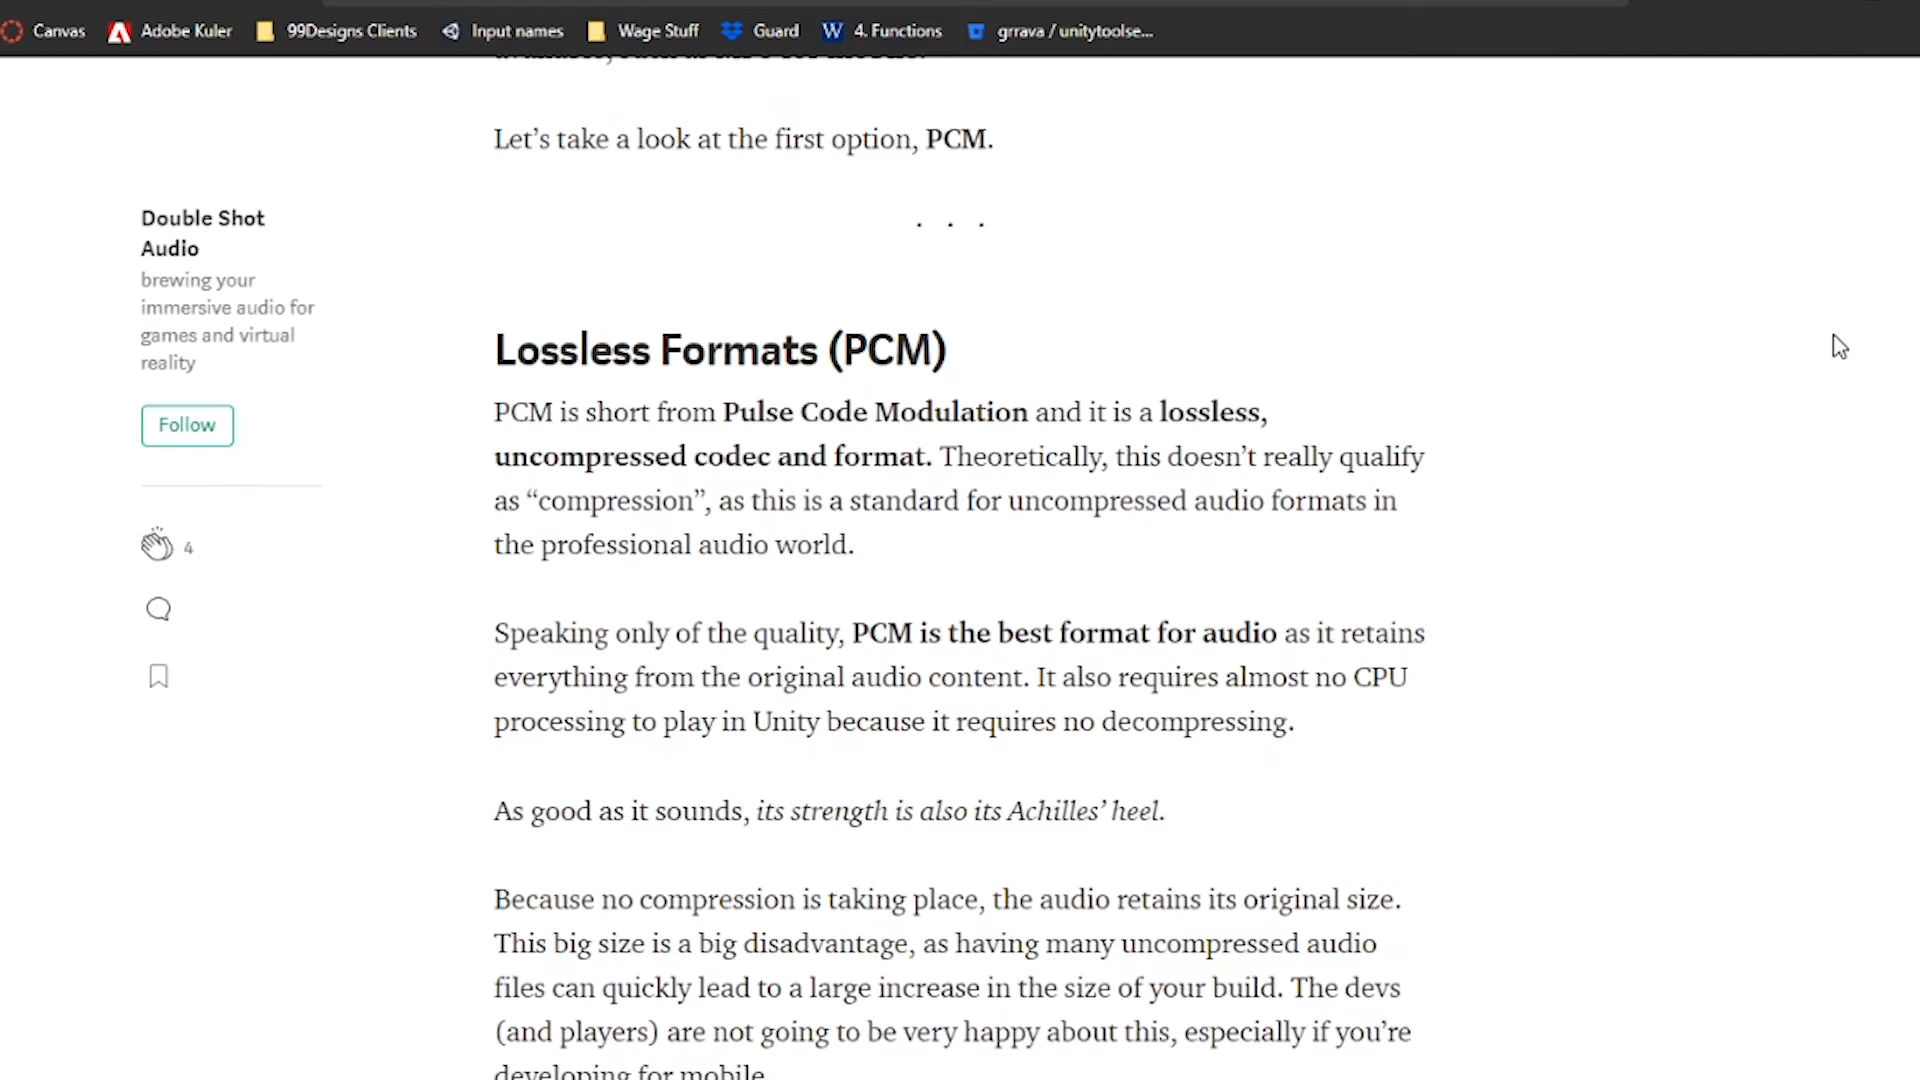 Canvas Adobe Kuler 99Designs Clients Input names Wage Stuff Guard W 4. Functions grrava / unitytoolse...
Let’s take a look at the first option, PCM.
. . .
Double Shot
Audio
brewing your
immersive audio for
games and virtual
reality
Follow
4
Lossless Formats (PCM)
PCM is short from Pulse Code Modulation and it is a lossless,
uncompressed codec and format. Theoretically, this doesn’t really qualify
as “compression”, as this is a standard for uncompressed audio formats in
the professional audio world.
Speaking only of the quality, PCM is the best format for audio as it retains
everything from the original audio content. It also requires almost no CPU
processing to play in Unity because it requires no decompressing.
As good as it sounds, its strength is also its Achilles’ heel.
Because no compression is taking place, the audio retains its original size.
This big size is a big disadvantage, as having many uncompressed audio
files can quickly lead to a large increase in the size of your build. The devs
(and players) are not going to be very happy about this, especially if you’re
developing for mobile.